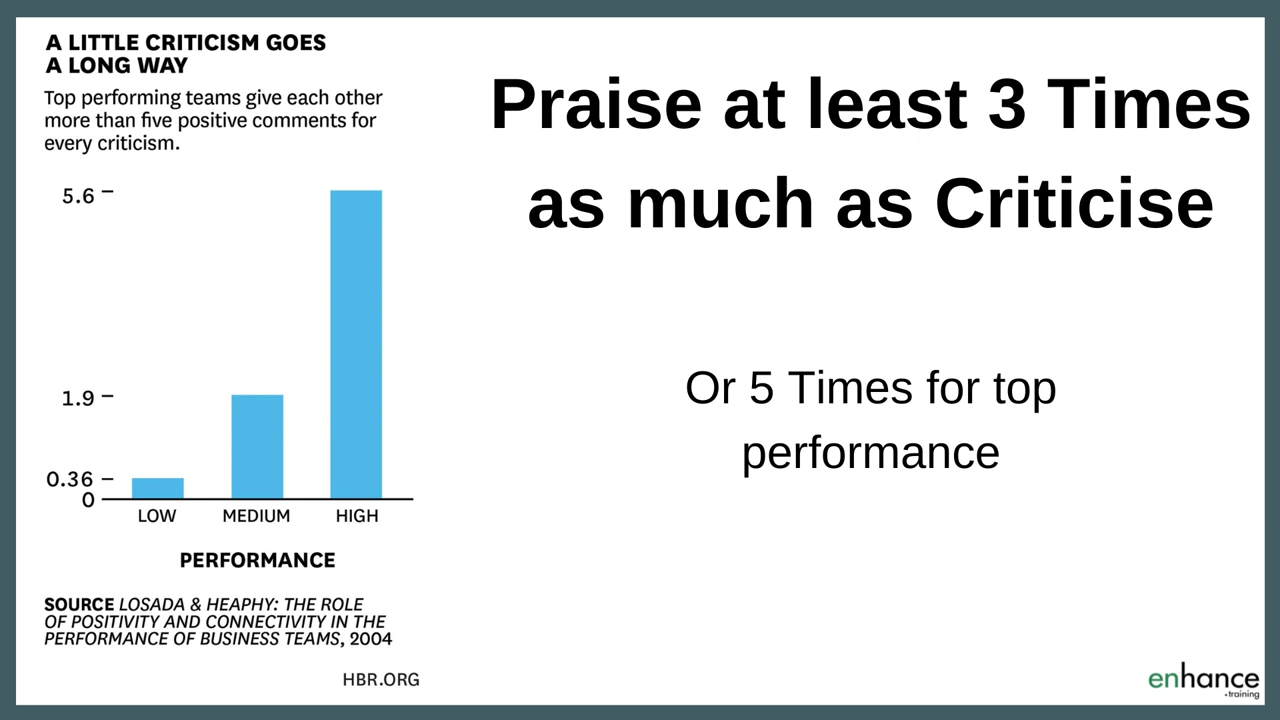 A LITTLE CRITICISM GOES
A LONG WAY
Top performing teams give each other
more than five positive comments for
every criticism.
5.6
1.9
0.36
0
LOW MEDIUM HIGH
PERFORMANCE
SOURCE LOSADA & HEAPHY: THE ROLE
OF POSITIVITY AND CONNECTIVITY IN THE
PERFORMANCE OF BUSINESS TEAMS, 2004
HBR.ORG
Praise at least 3 Times
as much as Criticise
Or 5 Times for top
performance
enhance
.training